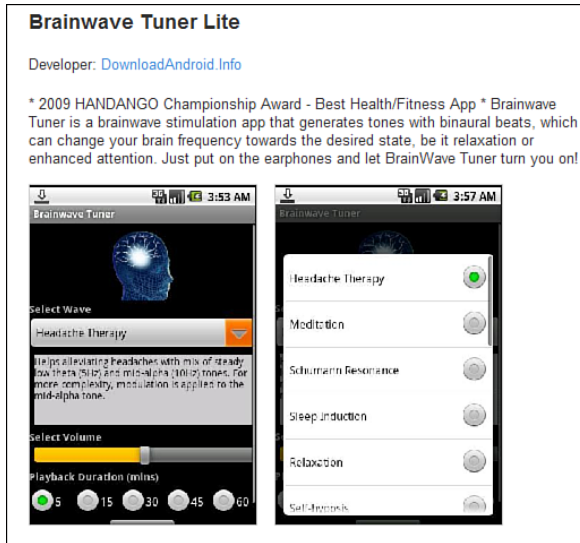 Brainwave Tuner Lite
Developer: DownloadAndroid.Info
* 2009 HANDANGO Championship Award - Best Health/Fitness App * Brainwave
Tuner is a brainwave stimulation app that generates tones with binaural beats, which
can change your brain frequency towards the desired state, be it relaxation or
enhanced attention. Just put on the earphones and let BrainWave Tuner turn you on!
3G 3:53 AM
Brainwave Tuner
Select Wave
Headache Therapy
Helps alleviating headaches with mix of steady
low theta (5Hz) and mid-alpha (10Hz) tones. For
more complexity, modulation is applied to the
mid-alpha tone.
Select Volume
Playback Duration (mins)
5 15 30 45 60
3G 3:57 AM
Brainwave Tuner
Headache Therapy
Meditation
Schumann Resonance
Sleep Induction
Relaxation
Self-hypnosis